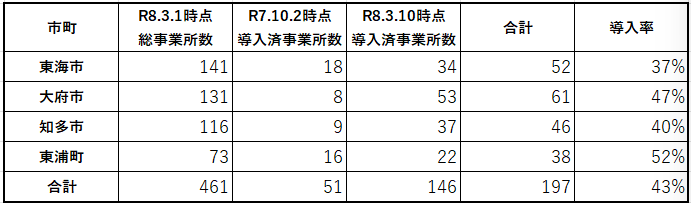 市町 R8.3.1時点 総事業所数 R7.10.2時点 導入済事業所数 R8.3.10時点 導入済事業所数 合計 導入率
東海市 141 18 34 52 37%
大府市 131 8 53 61 47%
知多市 116 9 37 46 40%
東浦町 73 16 22 38 52%
合計 461 51 146 197 43%